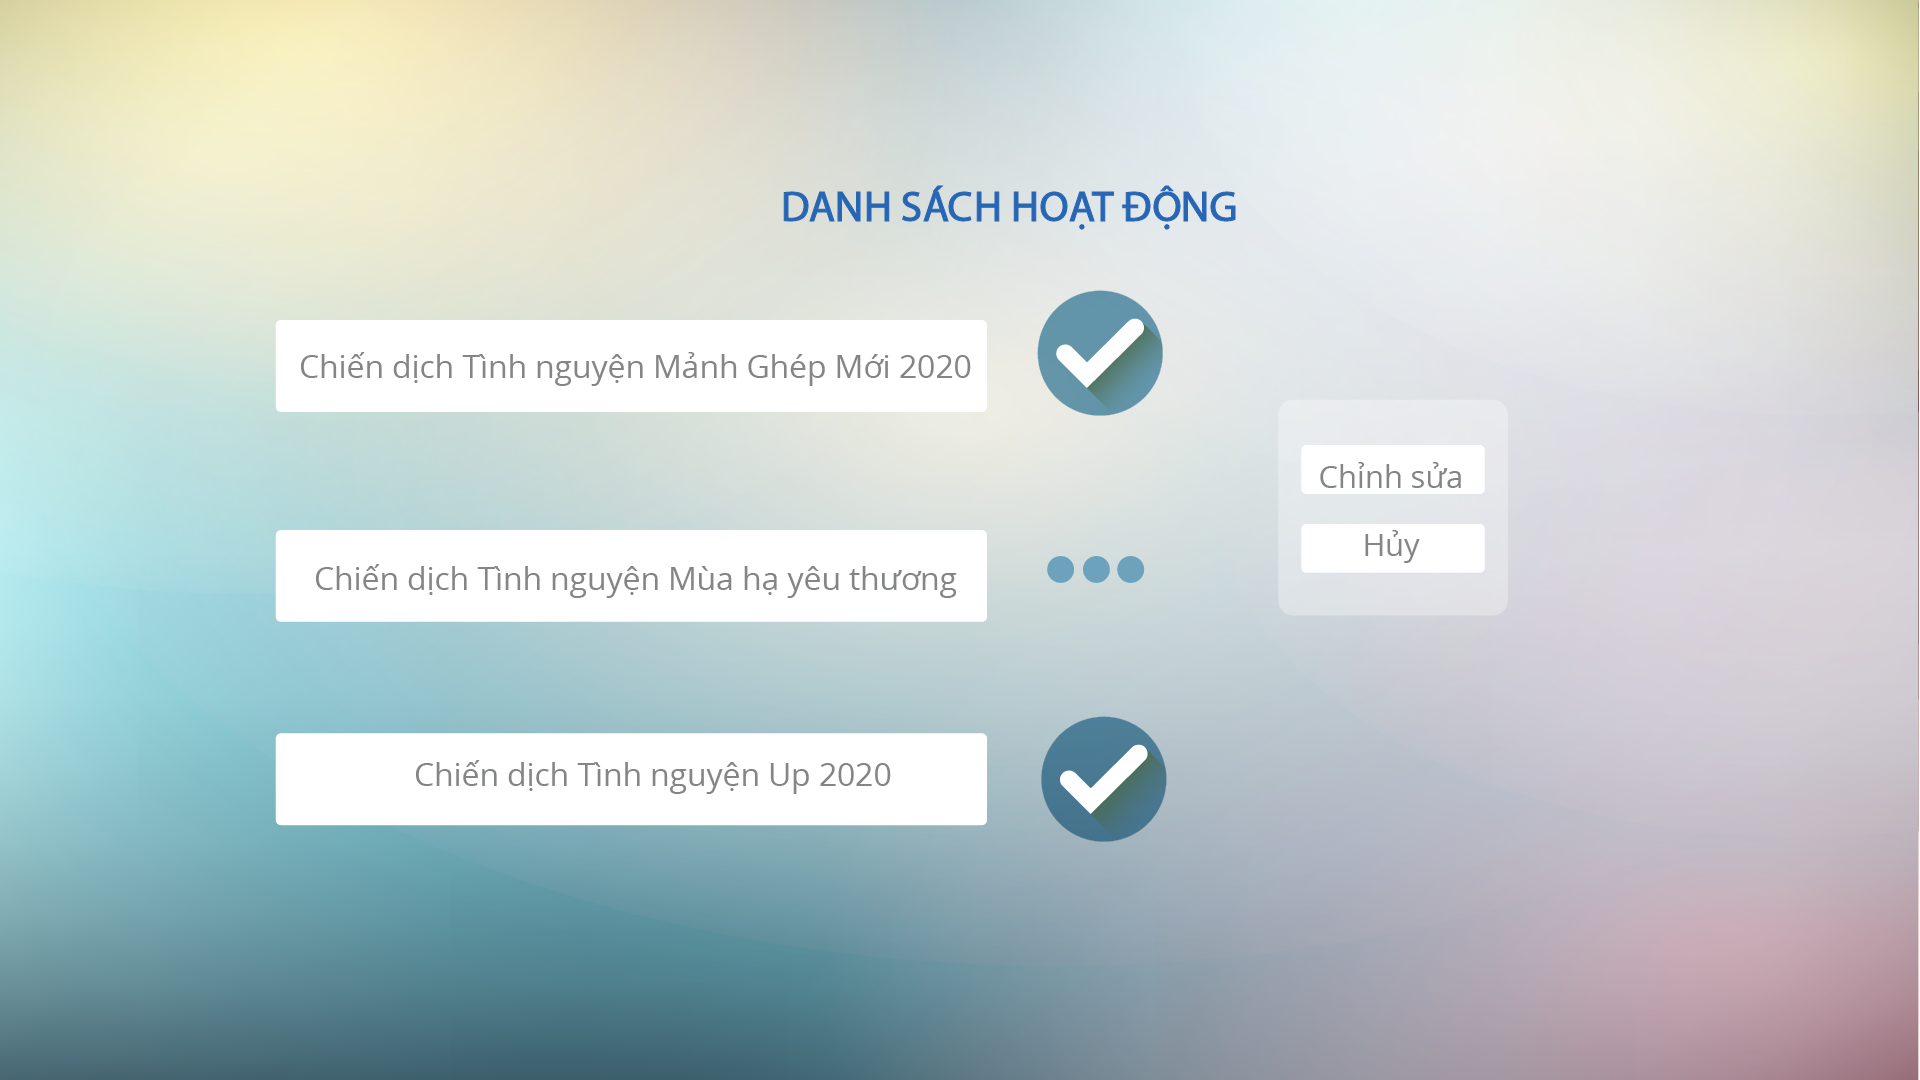 DANH SÁCH HOẠT ĐỘNG
Chiến dịch Tình nguyện Mảnh Ghép Mới 2020
Chỉnh sửa
Hủy
Chiến dịch Tình nguyện Mùa hạ yêu thương
Chiến dịch Tình nguyện Up 2020